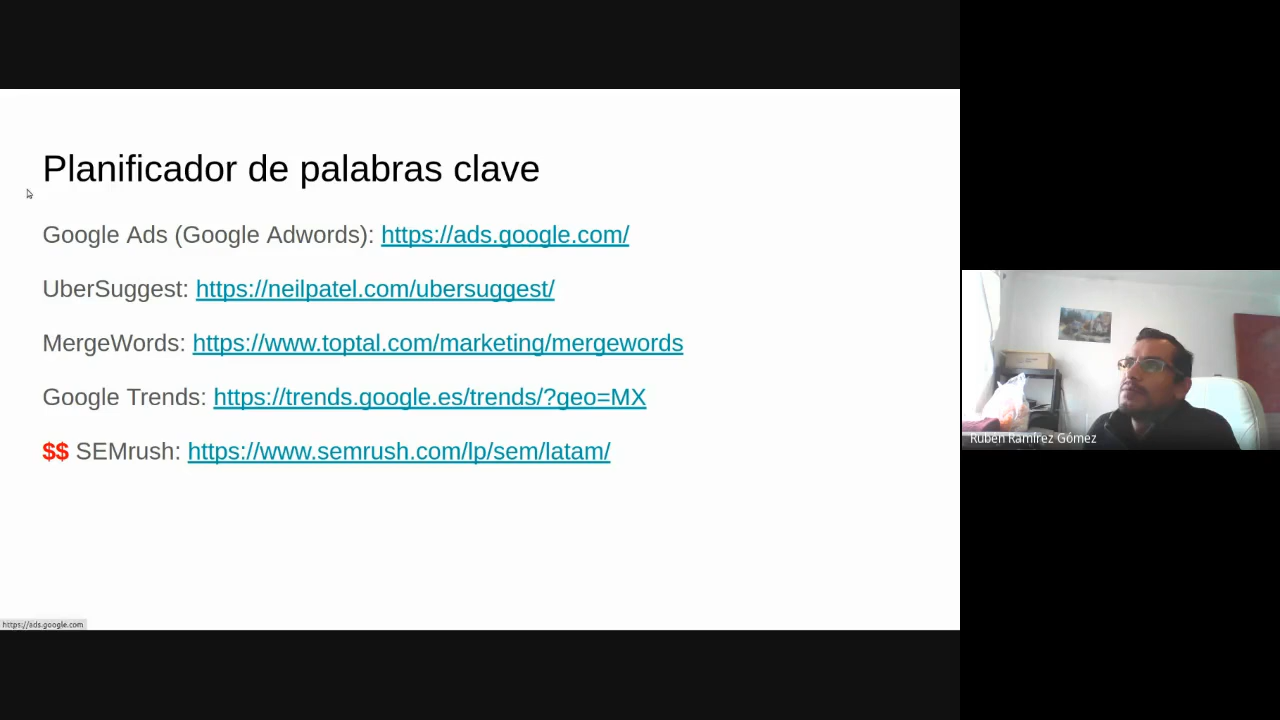 Planificador de palabras clave
Google Ads (Google Adwords): https://ads.google.com/
UberSuggest: https://neilpatel.com/ubersuggest/
MergeWords: https://www.toptal.com/marketing/mergewords
Google Trends: https://trends.google.es/trends/?geo=MX
$$ SEMrush: https://www.semrush.com/lp/sem/latam/
Ruben Ramírez Gómez
https://ads.google.com